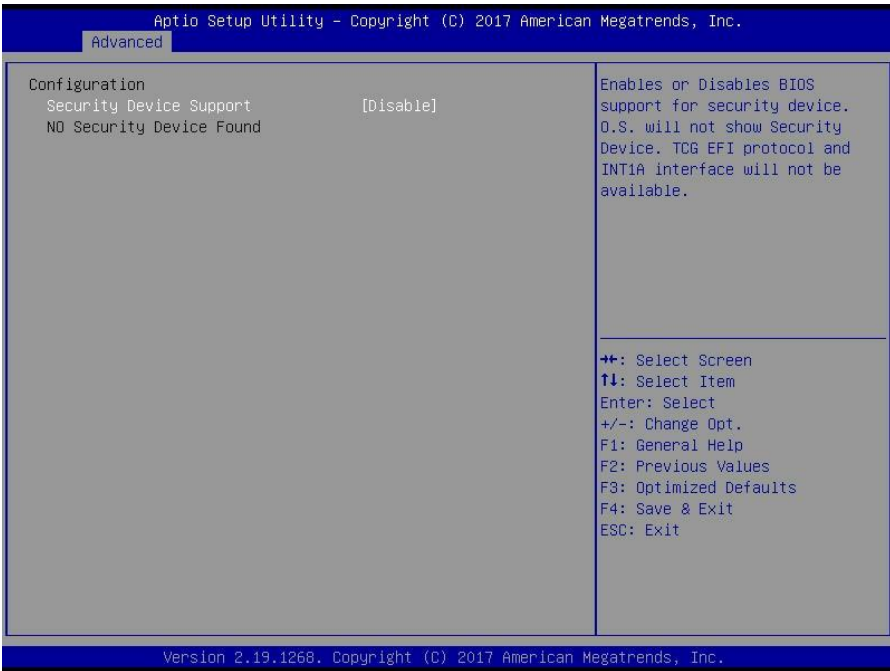 Aptio Setup Utility – Copyright (C) 2017 American Megatrends, Inc.
Advanced
Configuration
Security Device Support [Disable]
NO Security Device Found
Enables or Disables BIOS
support for security device.
O.S. will not show Security
Device. TCG EFI protocol and
INT1A interface will not be
available.
→←: Select Screen
↑↓: Select Item
Enter: Select
+/-: Change Opt.
F1: General Help
F2: Previous Values
F3: Optimized Defaults
F4: Save & Exit
ESC: Exit
Version 2.19.1268. Copyright (C) 2017 American Megatrends, Inc.